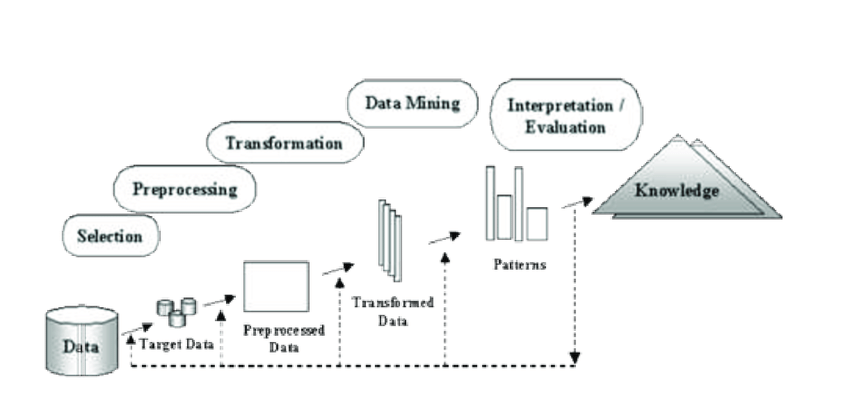 Data Mining
Interpretation /
Evaluation
Transformation
Preprocessing
Knowledge
Selection
Patterns
Transformed
Data
Preprocessed
Data
Target Data
Data